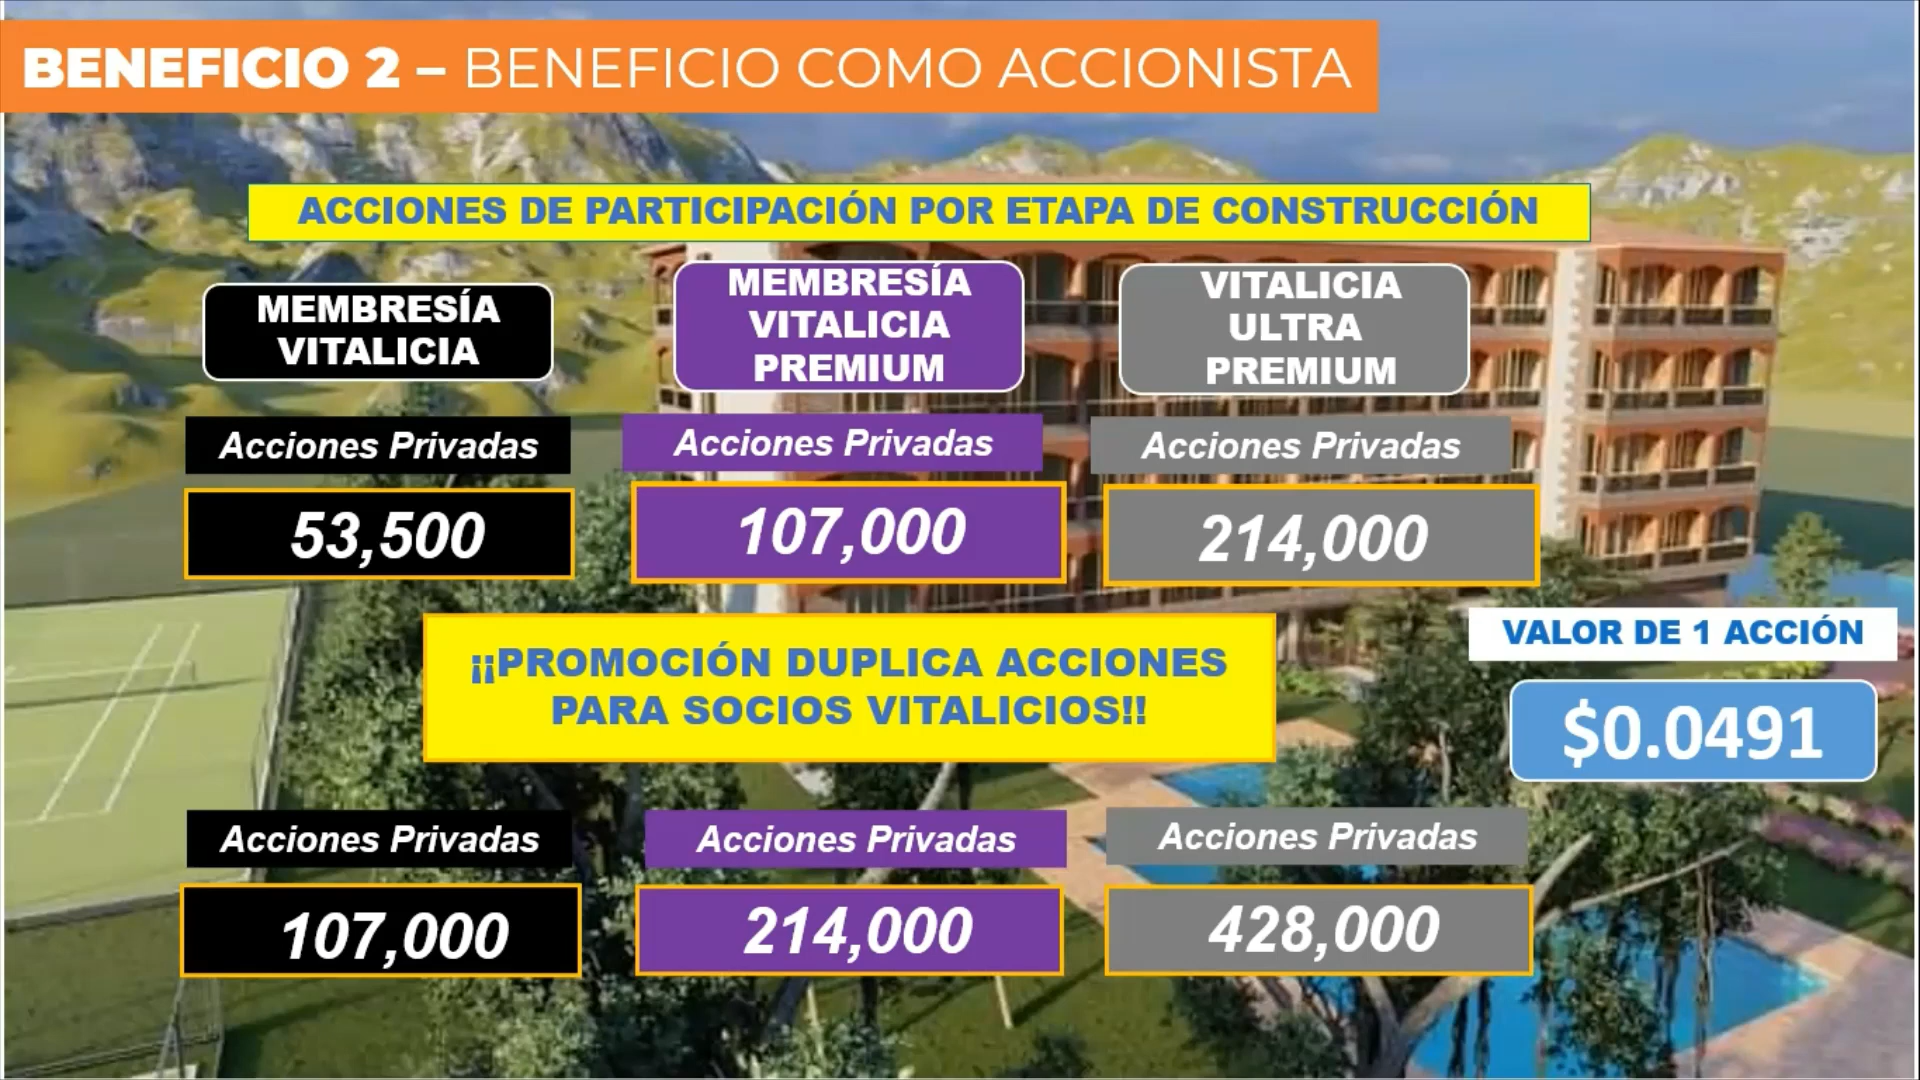 BENEFICIO 2 – BENEFICIO COMO ACCIONISTA
ACCIONES DE PARTICIPACIÓN POR ETAPA DE CONSTRUCCIÓN
MEMBRESÍA
VITALICIA
MEMBRESÍA
VITALICIA
PREMIUM
VITALICIA
ULTRA
PREMIUM
Acciones Privadas
Acciones Privadas
Acciones Privadas
53,500
107,000
214,000
¡¡PROMOCIÓN DUPLICA ACCIONES
PARA SOCIOS VITALICIOS!!
VALOR DE 1 ACCIÓN
$0.0491
Acciones Privadas
Acciones Privadas
Acciones Privadas
107,000
214,000
428,000